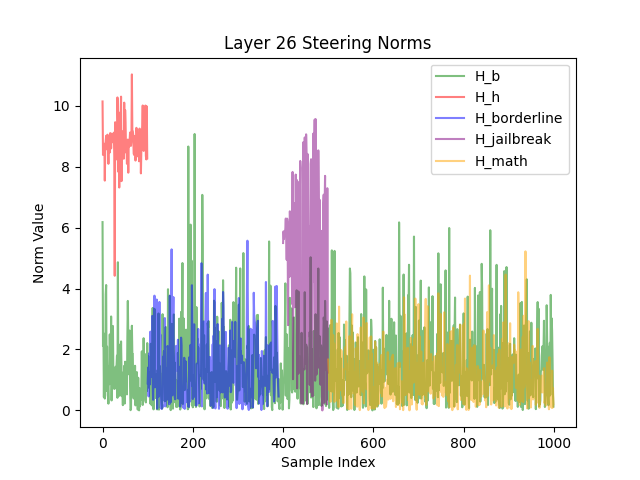 Layer 26 Steering Norms
H_b
H_h
H_borderline
H_jailbreak
H_math
Norm Value
10
8
6
4
2
0
0 200 400 600 800 1000
Sample Index